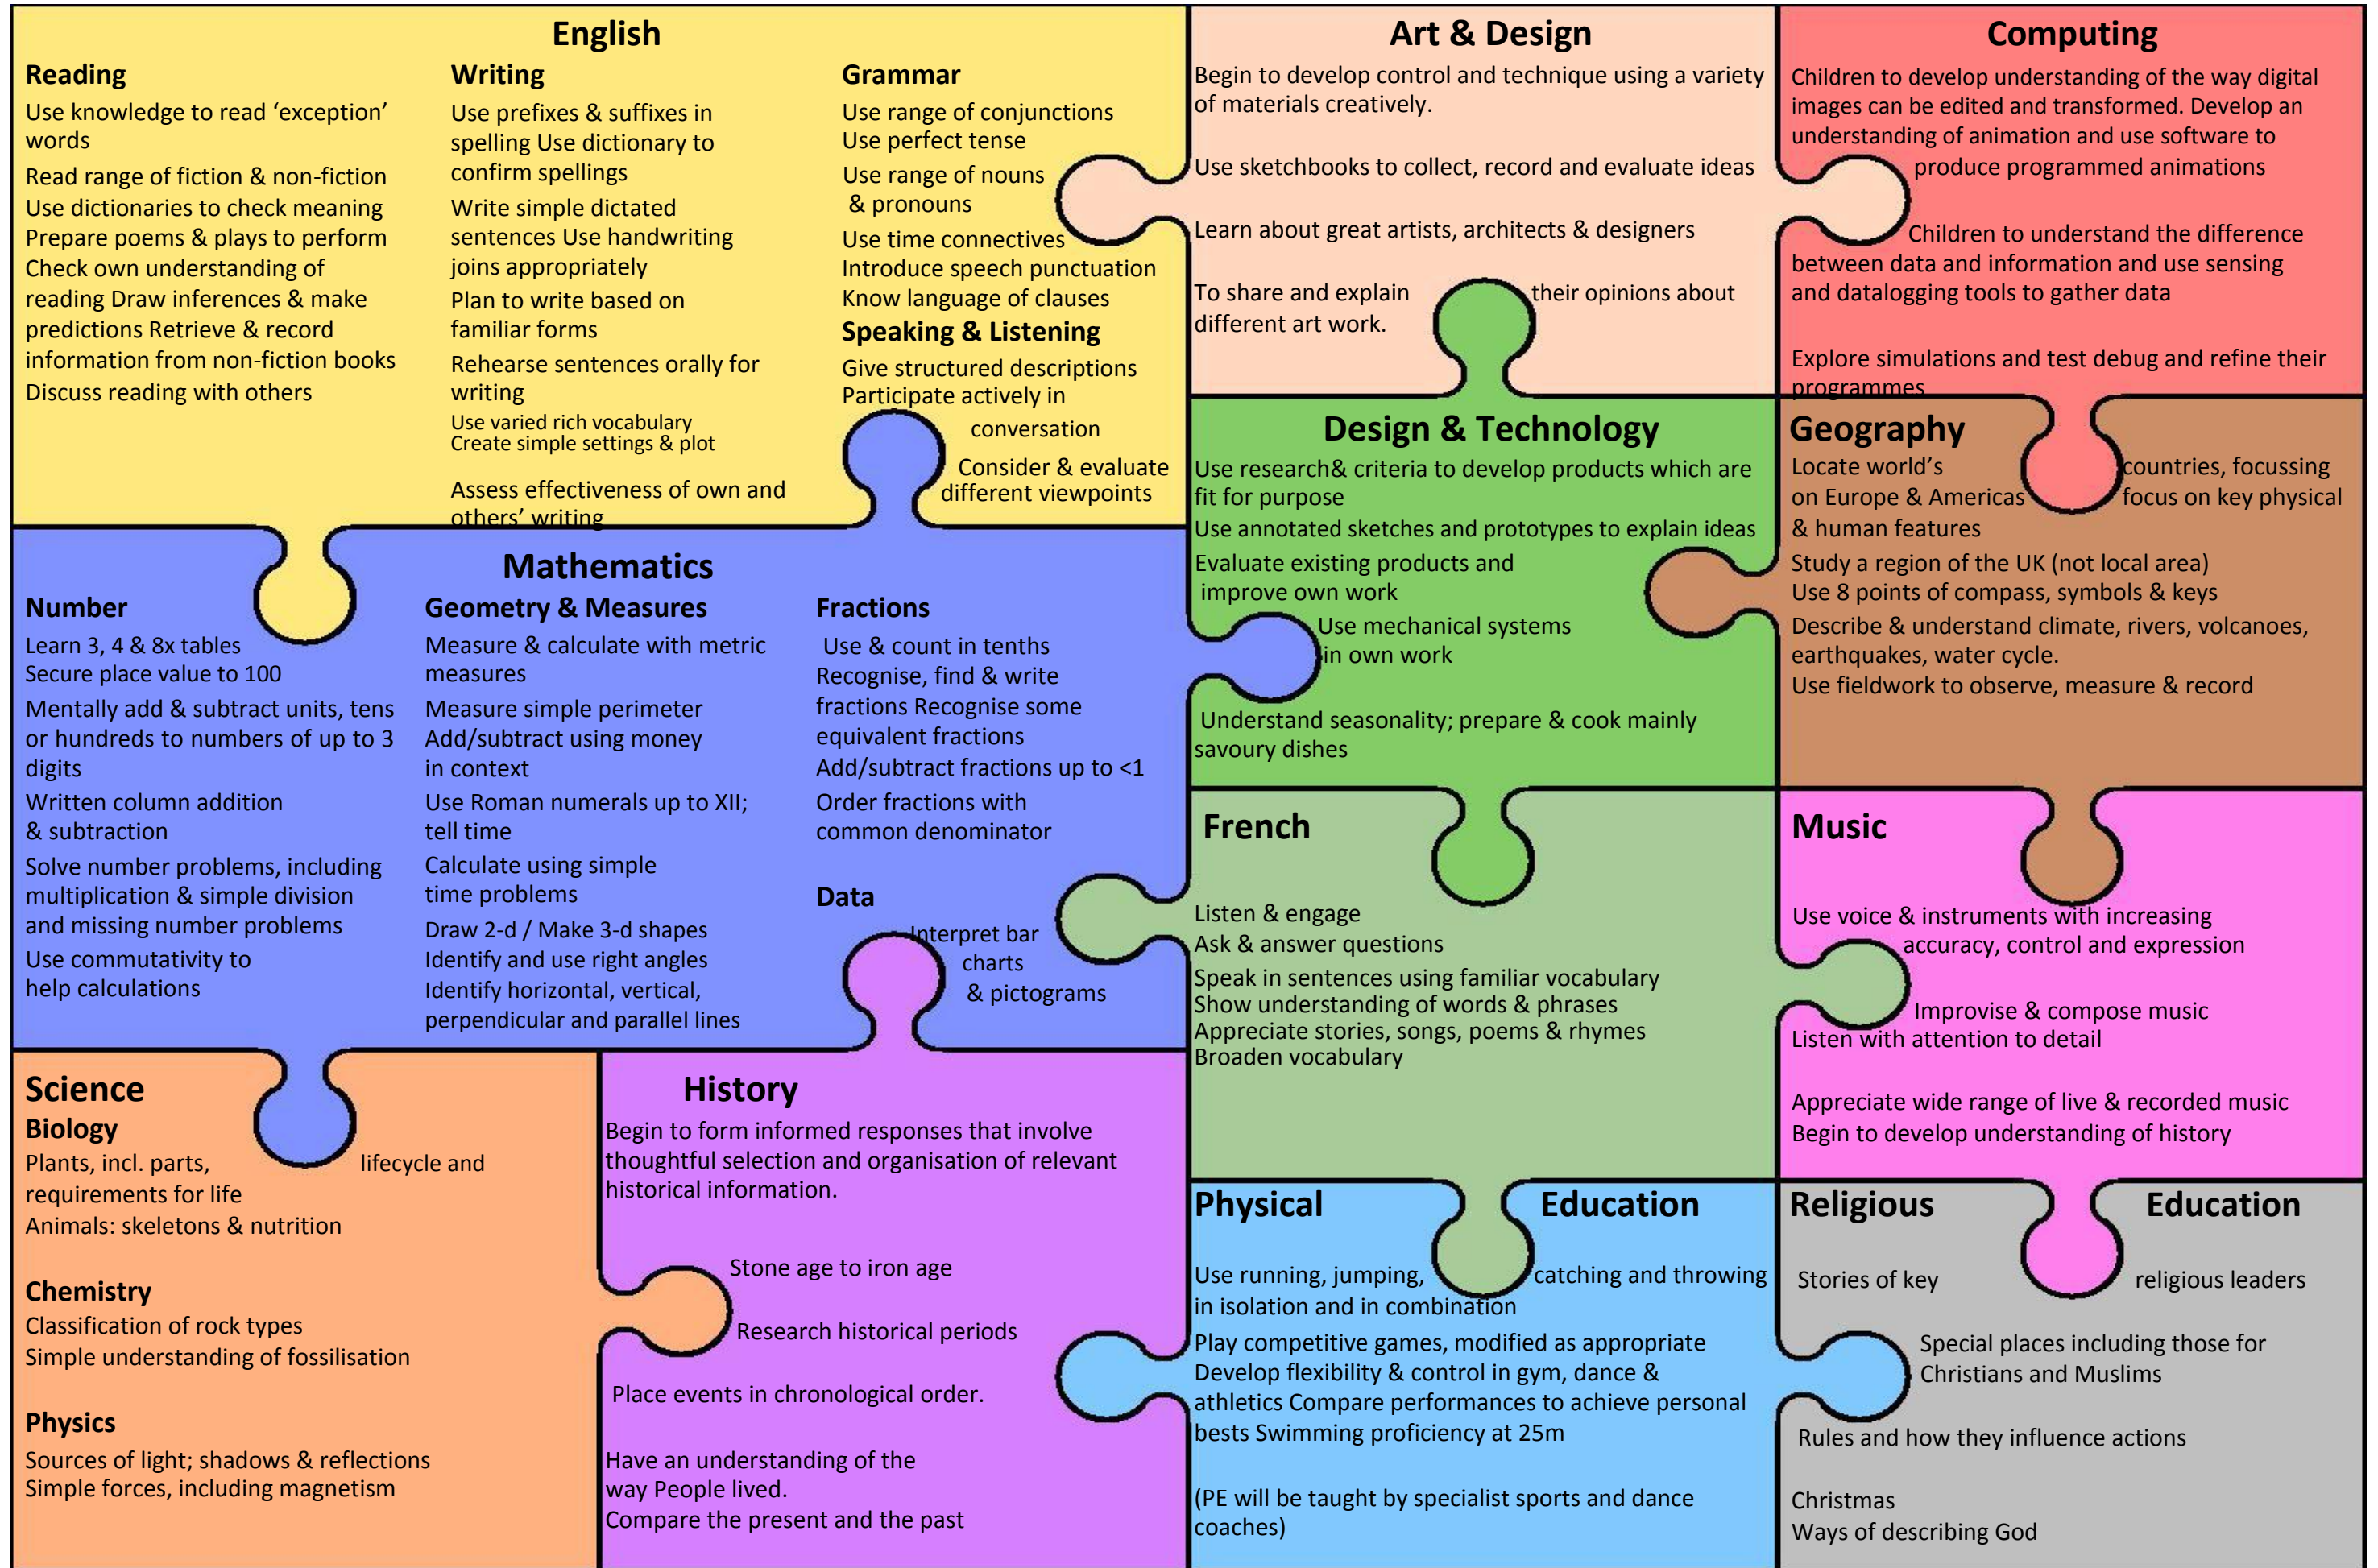 English
Reading
Use knowledge to read ‘exception’
words
Read range of fiction & non-fiction
Use dictionaries to check meaning
Prepare poems & plays to perform
Check own understanding of
reading Draw inferences & make
predictions Retrieve & record
information from non-fiction books
Discuss reading with others
Writing
Use prefixes & suffixes in
spelling Use dictionary to
confirm spellings
Write simple dictated
sentences Use handwriting
joins appropriately
Plan to write based on
familiar forms
Rehearse sentences orally for
writing
Use varied rich vocabulary
Create simple settings & plot
Assess effectiveness of own and
others’ writing
Grammar
Use range of conjunctions
Use perfect tense
Use range of nouns
& pronouns
Use time connectives
Introduce speech punctuation
Know language of clauses
Speaking & Listening
Give structured descriptions
Participate actively in
conversation
Consider & evaluate
different viewpoints
Art & Design
Begin to develop control and technique using a variety
of materials creatively.
Use sketchbooks to collect, record and evaluate ideas
Learn about great artists, architects & designers
To share and explain their opinions about
different art work.
Computing
Children to develop understanding of the way digital
images can be edited and transformed. Develop an
understanding of animation and use software to
produce programmed animations
Children to understand the difference
between data and information and use sensing
and datalogging tools to gather data
Explore simulations and test debug and refine their
programmes
Mathematics
Number
Learn 3, 4 & 8x tables
Secure place value to 100
Mentally add & subtract units, tens
or hundreds to numbers of up to 3
digits
Written column addition
& subtraction
Solve number problems, including
multiplication & simple division
and missing number problems
Use commutativity to
help calculations
Geometry & Measures
Measure & calculate with metric
measures
Measure simple perimeter
Add/subtract using money
in context
Use Roman numerals up to XII;
tell time
Calculate using simple
time problems
Draw 2-d / Make 3-d shapes
Identify and use right angles
Identify horizontal, vertical,
perpendicular and parallel lines
Fractions
Use & count in tenths
Recognise, find & write
fractions Recognise some
equivalent fractions
Add/subtract fractions up to <1
Order fractions with
common denominator
Data
Interpret bar
charts
& pictograms
Design & Technology
Use research& criteria to develop products which are
fit for purpose
Use annotated sketches and prototypes to explain ideas
Evaluate existing products and
improve own work
Use mechanical systems
in own work
Understand seasonality; prepare & cook mainly
savoury dishes
Geography
Locate world’s countries, focussing
on Europe & Americas focus on key physical
& human features
Study a region of the UK (not local area)
Use 8 points of compass, symbols & keys
Describe & understand climate, rivers, volcanoes,
earthquakes, water cycle.
Use fieldwork to observe, measure & record
French
Listen & engage
Ask & answer questions
Speak in sentences using familiar vocabulary
Show understanding of words & phrases
Appreciate stories, songs, poems & rhymes
Broaden vocabulary
Music
Use voice & instruments with increasing
accuracy, control and expression
Improvise & compose music
Listen with attention to detail
Appreciate wide range of live & recorded music
Begin to develop understanding of history
Science
Biology
Plants, incl. parts, lifecycle and
requirements for life
Animals: skeletons & nutrition
Chemistry
Classification of rock types
Simple understanding of fossilisation
Physics
Sources of light; shadows & reflections
Simple forces, including magnetism
History
Begin to form informed responses that involve
thoughtful selection and organisation of relevant
historical information.
Stone age to iron age
Research historical periods
Place events in chronological order.
Have an understanding of the
way People lived.
Compare the present and the past
Physical Education
Use running, jumping, catching and throwing
in isolation and in combination
Play competitive games, modified as appropriate
Develop flexibility & control in gym, dance &
athletics Compare performances to achieve personal
bests Swimming proficiency at 25m
(PE will be taught by specialist sports and dance
coaches)
Religious Education
Stories of key religious leaders
Special places including those for
Christians and Muslims
Rules and how they influence actions
Christmas
Ways of describing God